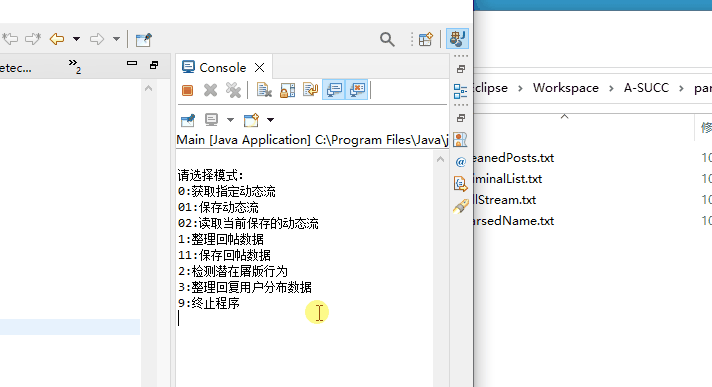 etec...
»2
Console
Main [Java Application] C:\Program Files\Java\j
请选择模式:
0:获取指定动态流
01:保存动态流
02:读取当前保存的动态流
1:整理回帖数据
11:保存回帖数据
2:检测潜在屠版行为
3:整理回复用户分布数据
9:终止程序
clipse > Workspace > A-SUCC > par
修
eanedPosts.txt
10
iminalList.txt
10
llStream.txt
10
arsedName.txt
10